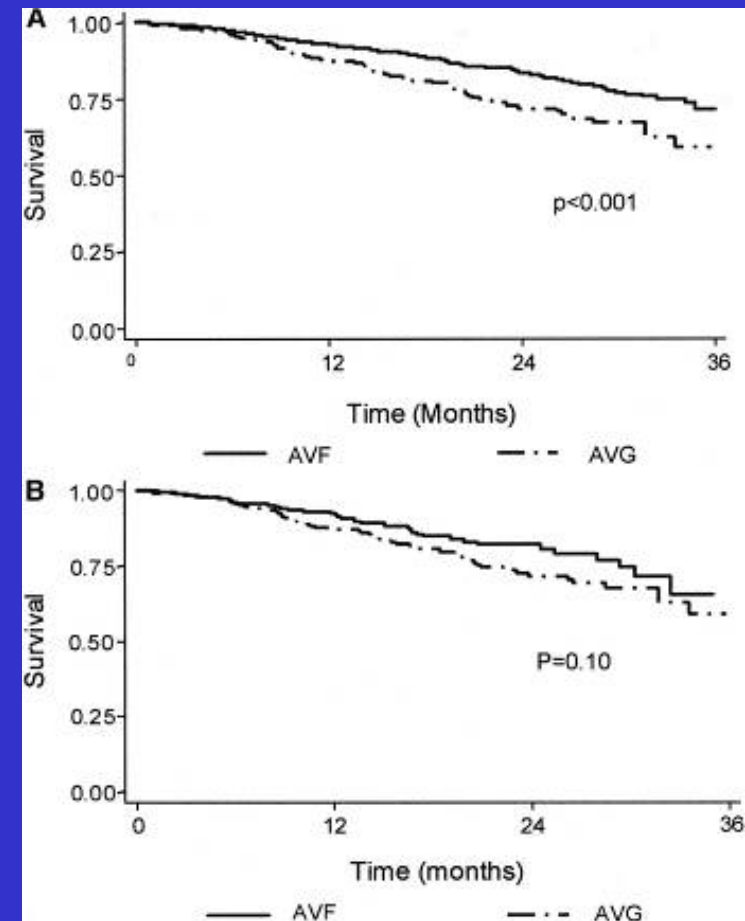 A
1.00
0.75
0.50
0.25
0.00
Survival
p<0.001
0 12 24 36
Time (Months)
AVF AVG
B
1.00
0.75
0.50
0.25
0.00
Survival
P=0.10
0 12 24 36
Time (months)
AVF AVG